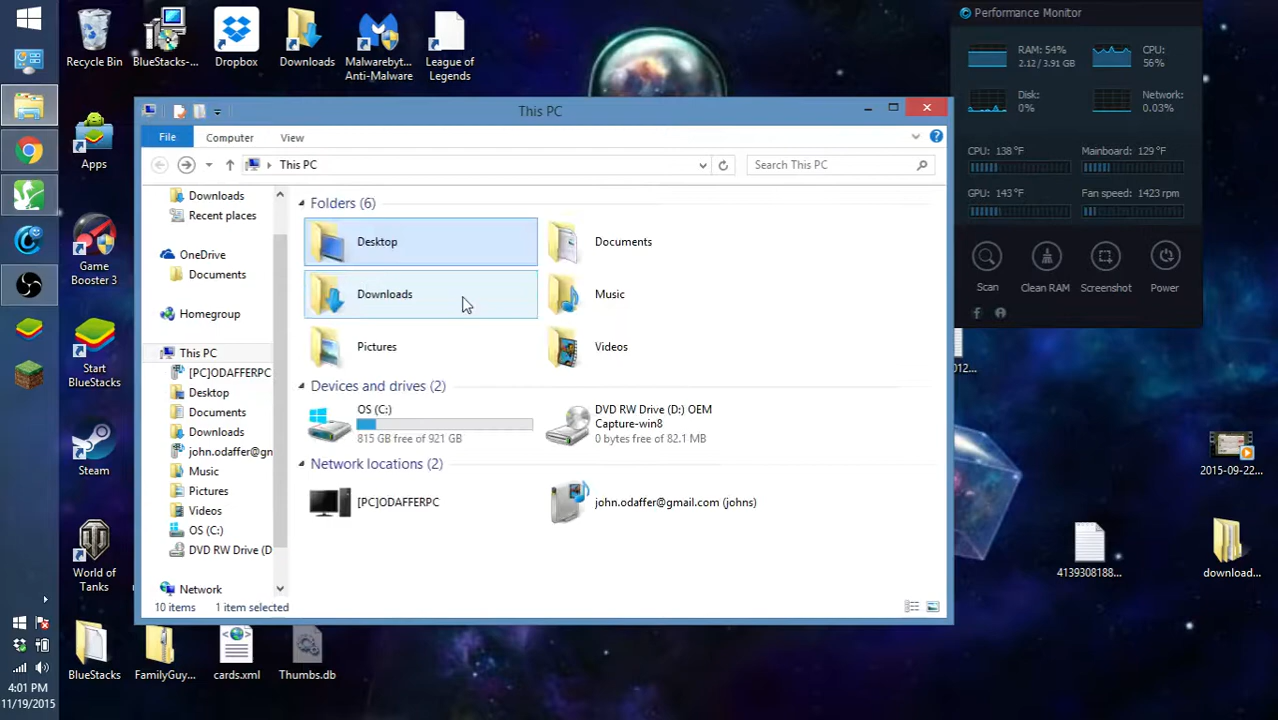 Recycle Bin
BlueStacks-...
Dropbox
Downloads
Malwarebyt...
Anti-Malware
League of
Legends
Performance Monitor
RAM: 54%
2.12 / 3.91 GB
CPU:
56%
Disk:
0%
Network:
0.03%
CPU: 138 °F
Mainboard: 129 °F
GPU: 143 °F
Fan speed: 1423 rpm
Scan
Clean RAM
Screenshot
Power
This PC
File
Computer
View
This PC
Search This PC
Downloads
Recent places
OneDrive
Documents
Homegroup
This PC
[PC]ODAFFERPC
Desktop
Documents
Downloads
john.odaffer@gn
Music
Pictures
Videos
OS (C:)
DVD RW Drive (D
Network
Folders (6)
Desktop
Documents
Downloads
Music
Pictures
Videos
Devices and drives (2)
OS (C:)
815 GB free of 921 GB
DVD RW Drive (D:) OEM
Capture-win8
0 bytes free of 82.1 MB
Network locations (2)
[PC]ODAFFERPC
john.odaffer@gmail.com (johns)
10 items
1 item selected
Apps
Game
Booster 3
Start
BlueStacks
Steam
World of
Tanks
BlueStacks
FamilyGuy...
cards.xml
Thumbs.db
012...
2015-09-22...
4139308188...
download...
4:01 PM
11/19/2015